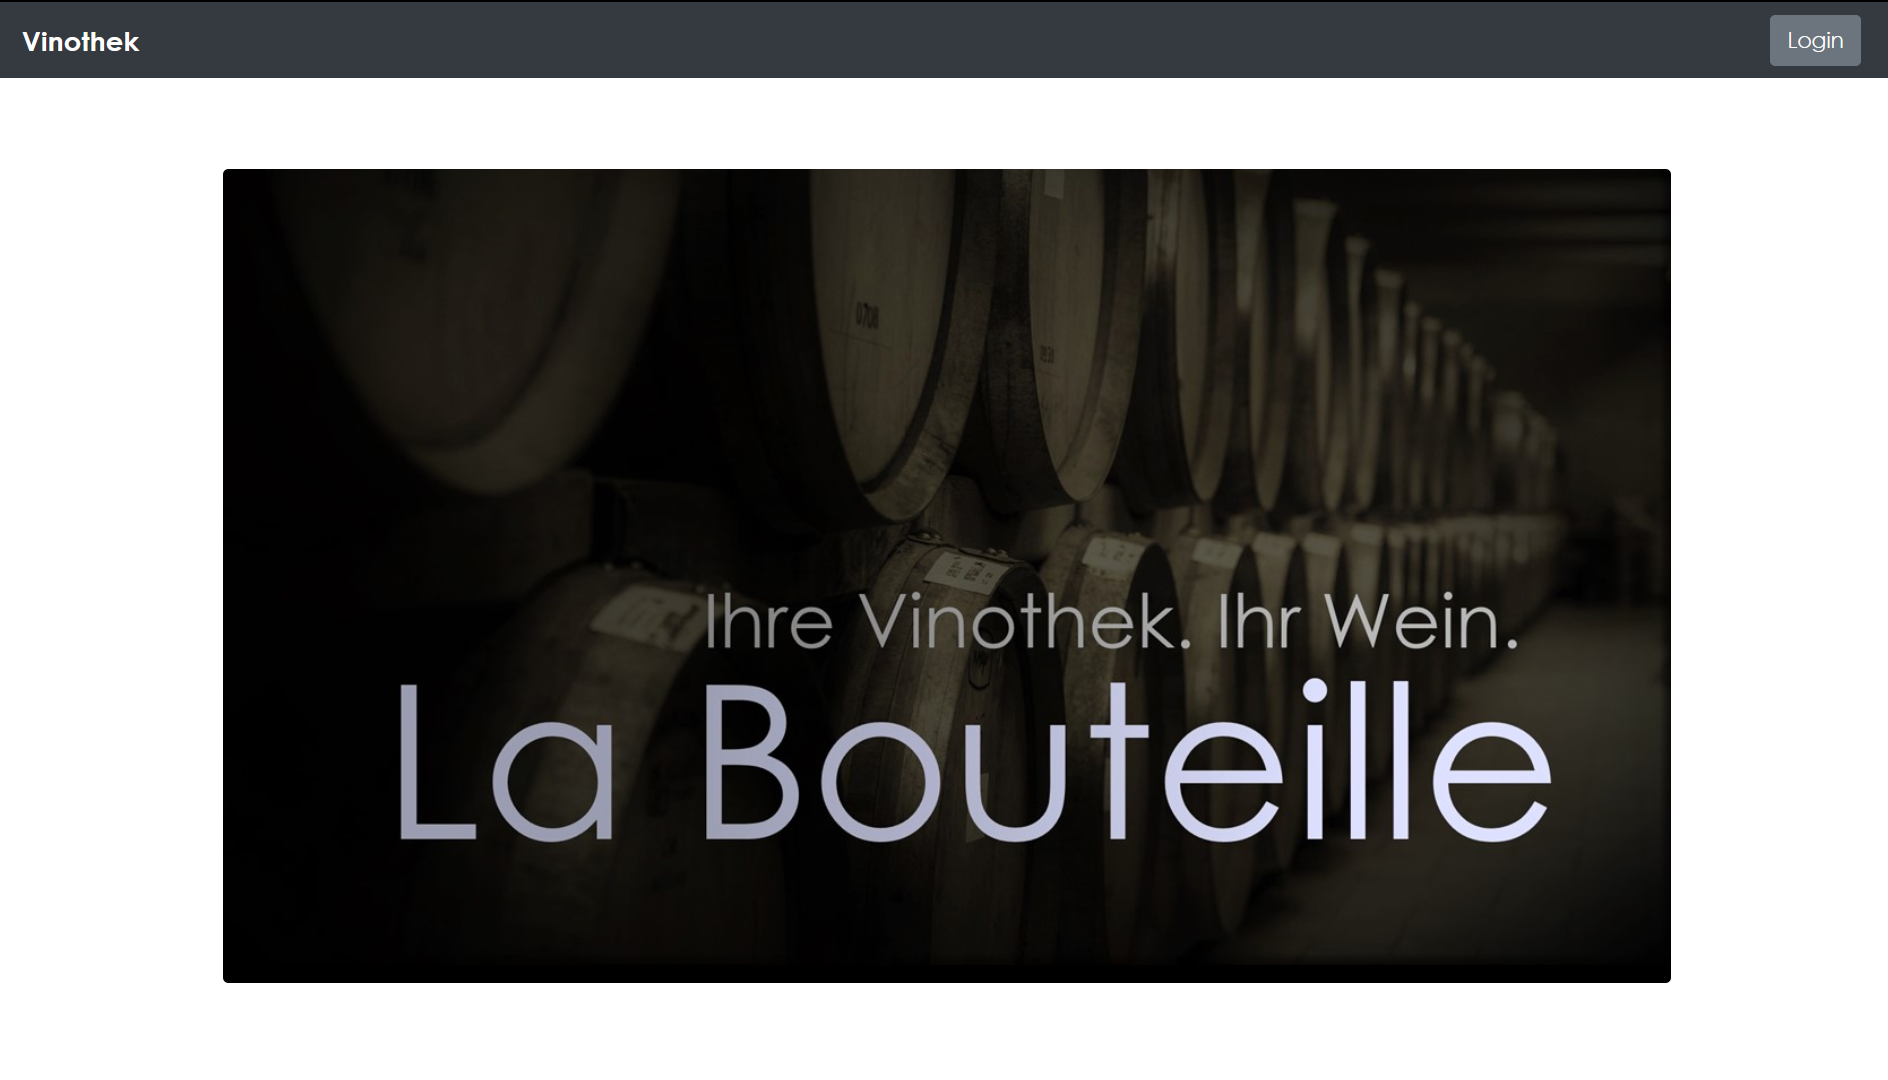 Vinothek
Login
Ihre Vinothek. Ihr Wein.
La Bouteille